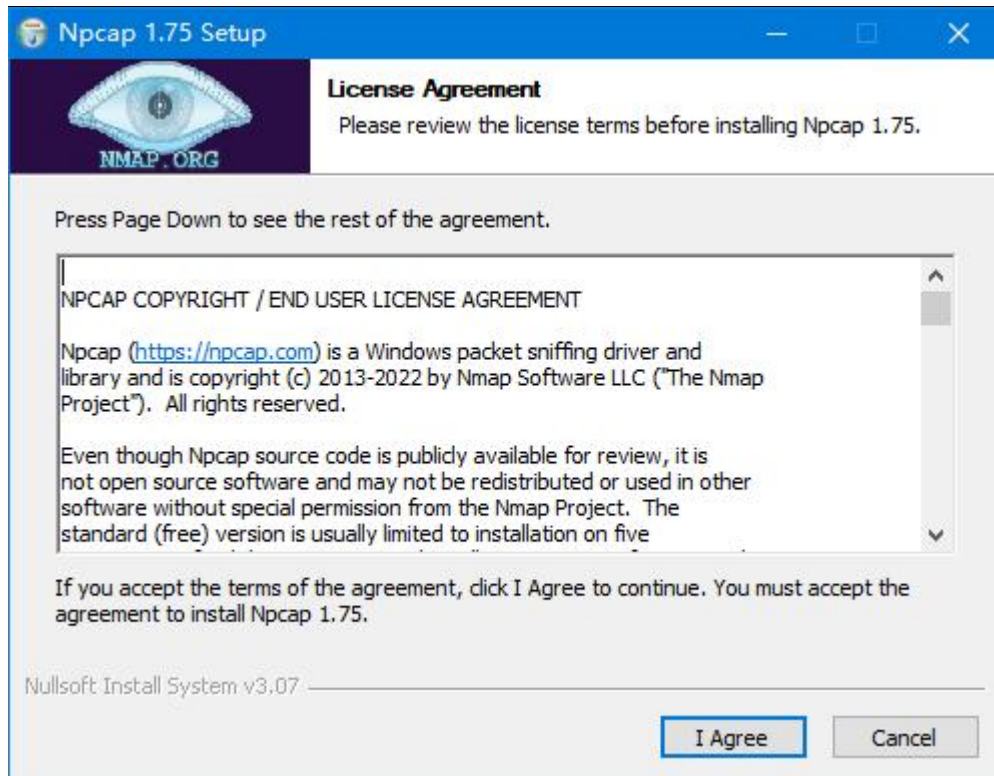 Npcap 1.75 Setup
NMAP.ORG
License Agreement
Please review the license terms before installing Npcap 1.75.
Press Page Down to see the rest of the agreement.
NPCAP COPYRIGHT / END USER LICENSE AGREEMENT
Npcap (https://npcap.com) is a Windows packet sniffing driver and
library and is copyright (c) 2013-2022 by Nmap Software LLC ("The Nmap
Project").  All rights reserved.
Even though Npcap source code is publicly available for review, it is
not open source software and may not be redistributed or used in other
software without special permission from the Nmap Project.  The
standard (free) version is usually limited to installation on five
If you accept the terms of the agreement, click I Agree to continue. You must accept the
agreement to install Npcap 1.75.
Nullsoft Install System v3.07
I Agree
Cancel